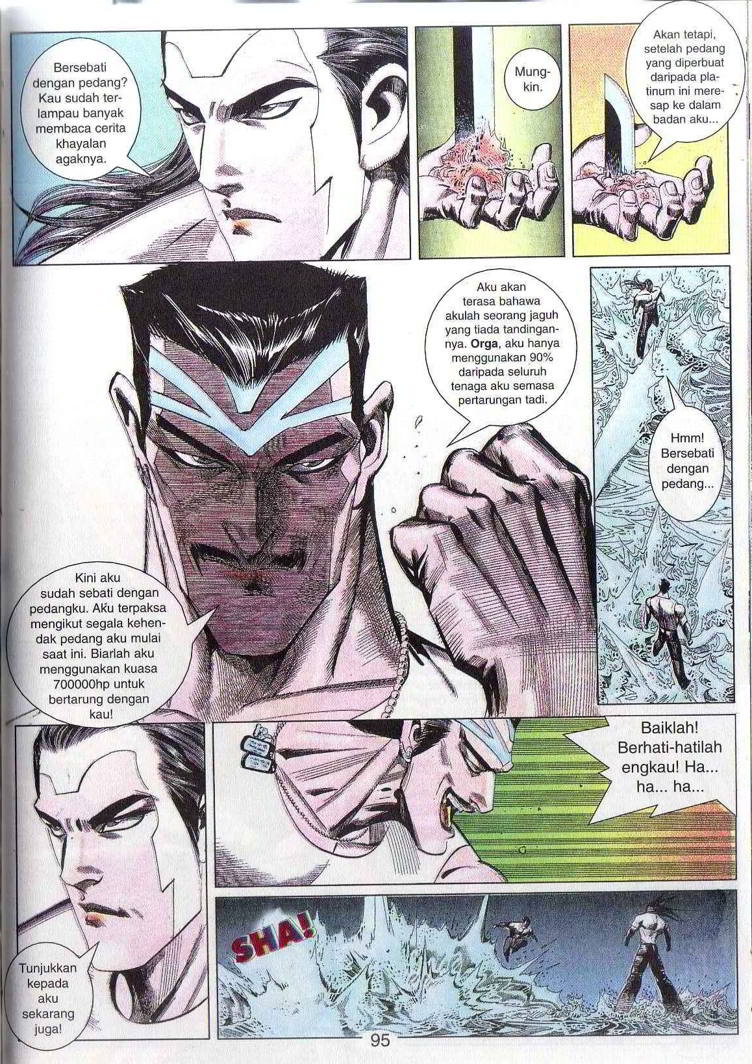 Bersebati
dengan pedang?
Kau sudah ter-
lampau banyak
membaca cerita
khayalan
agaknya.
Mung-
kin.
Akan tetapi,
setelah pedang
yang diperbuat
daripada pla-
tinum ini mere-
sap ke dalam
badan aku...
Aku akan
terasa bahawa
akulah seorang jaguh
yang tiada tandingan-
nya. Orga, aku hanya
menggunakan 90%
daripada seluruh
tenaga aku semasa
pertarungan tadi.
Hmm!
Bersebati
dengan
pedang...
Kini aku
sudah sebati dengan
pedangku. Aku terpaksa
mengikut segala kehen-
dak pedang aku mulai
saat ini. Biarlah aku
menggunakan kuasa
700000hp untuk
bertarung dengan
kau!
Baiklah!
Berhati-hatilah
engkau! Ha...
ha... ha...
Tunjukkan
kepada
aku
sekarang
juga!
SHA!
95